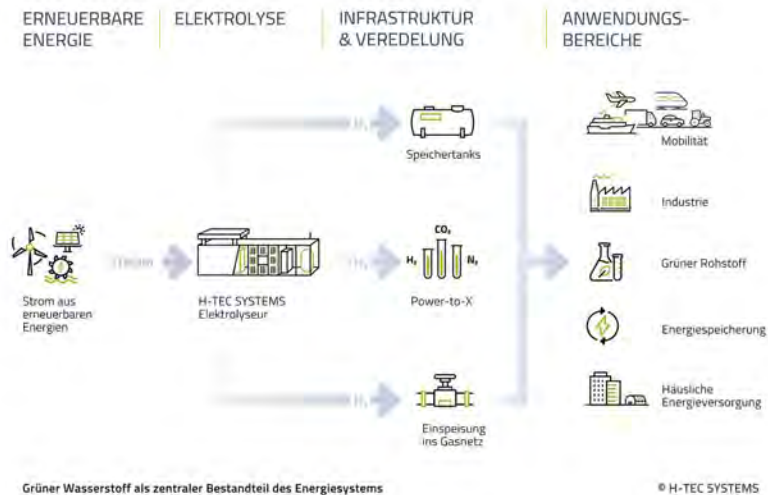 ERNEUERBARE
ENERGIE
ELEKTROLYSE
INFRASTRUKTUR
& VEREDELUNG
ANWENDUNGS-
BEREICHE
H₂
Speichertanks
Mobilität
Industrie
Strom
Strom aus
erneuerbaren
Energien
H-TEC SYSTEMS
Elektrolyseur
H₂
CO₂
H₂
N₂
Power-to-X
Grüner Rohstoff
Energiespeicherung
H₂
Einspeisung
ins Gasnetz
Häusliche
Energieversorgung
Grüner Wasserstoff als zentraler Bestandteil des Energiesystems
© H-TEC SYSTEMS